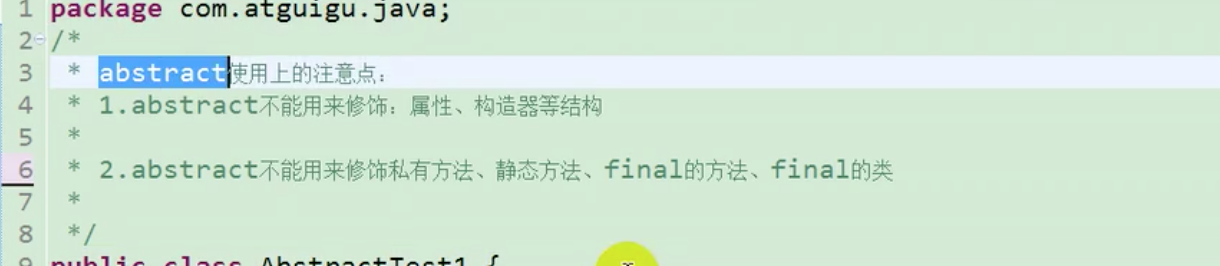 1 package com.atguigu.java;
2 /*
3 * abstract使用上的注意点：
4 * 1.abstract不能用来修饰：属性、构造器等结构
5 *
6 * 2.abstract不能用来修饰私有方法、静态方法、final的方法、final的类
7 *
8 */
9 public class AbstractTest1 {